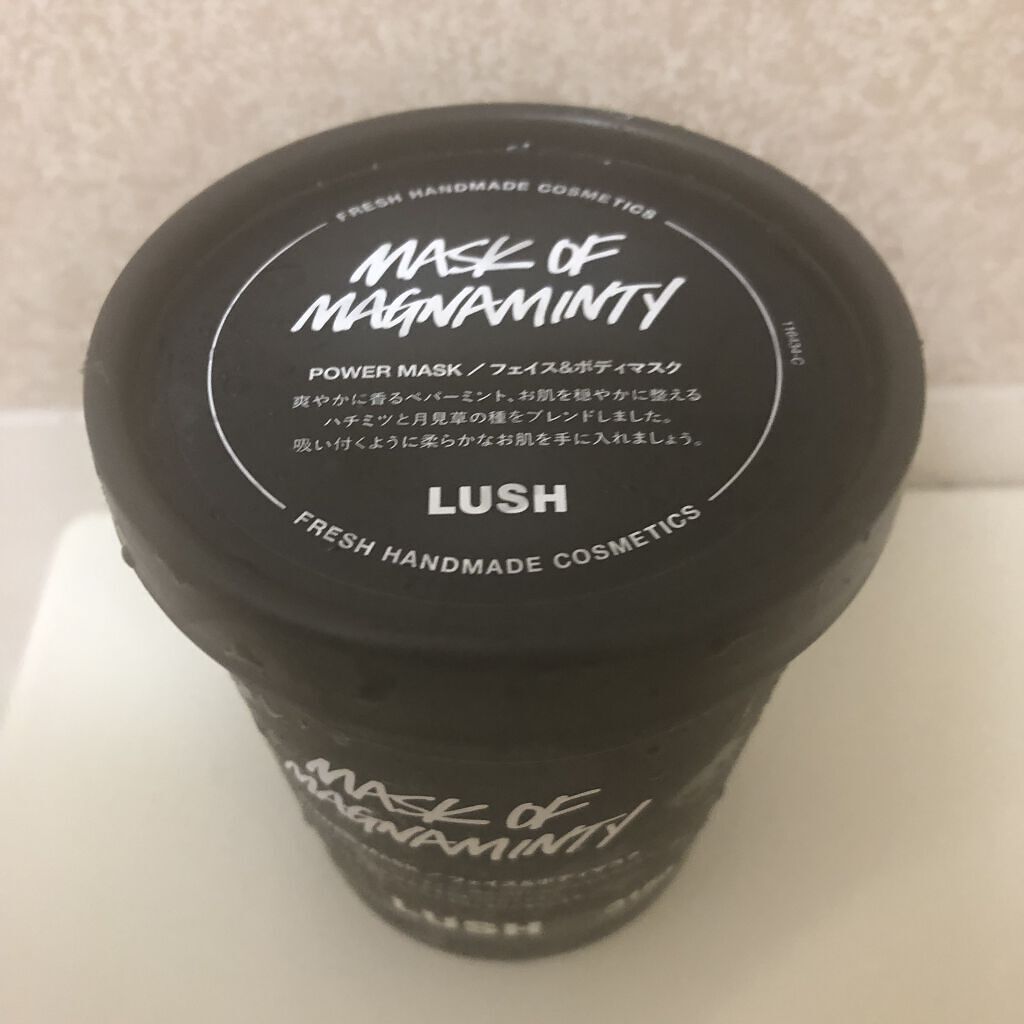 FRESH HANDMADE COSMETICS
MASK OF
MAGNAMINTY
POWER MASK／フェイス&ボディマスク
爽やかに香るペパーミント、お肌を穏やかに整える
ハチミツと月見草の種をブレンドしました。
吸い付くように柔らかなお肌を手に入れましょう。
LUSH
FRESH HANDMADE COSMETICS
116434-C
MASK OF
MAGNAMINTY
LUSH